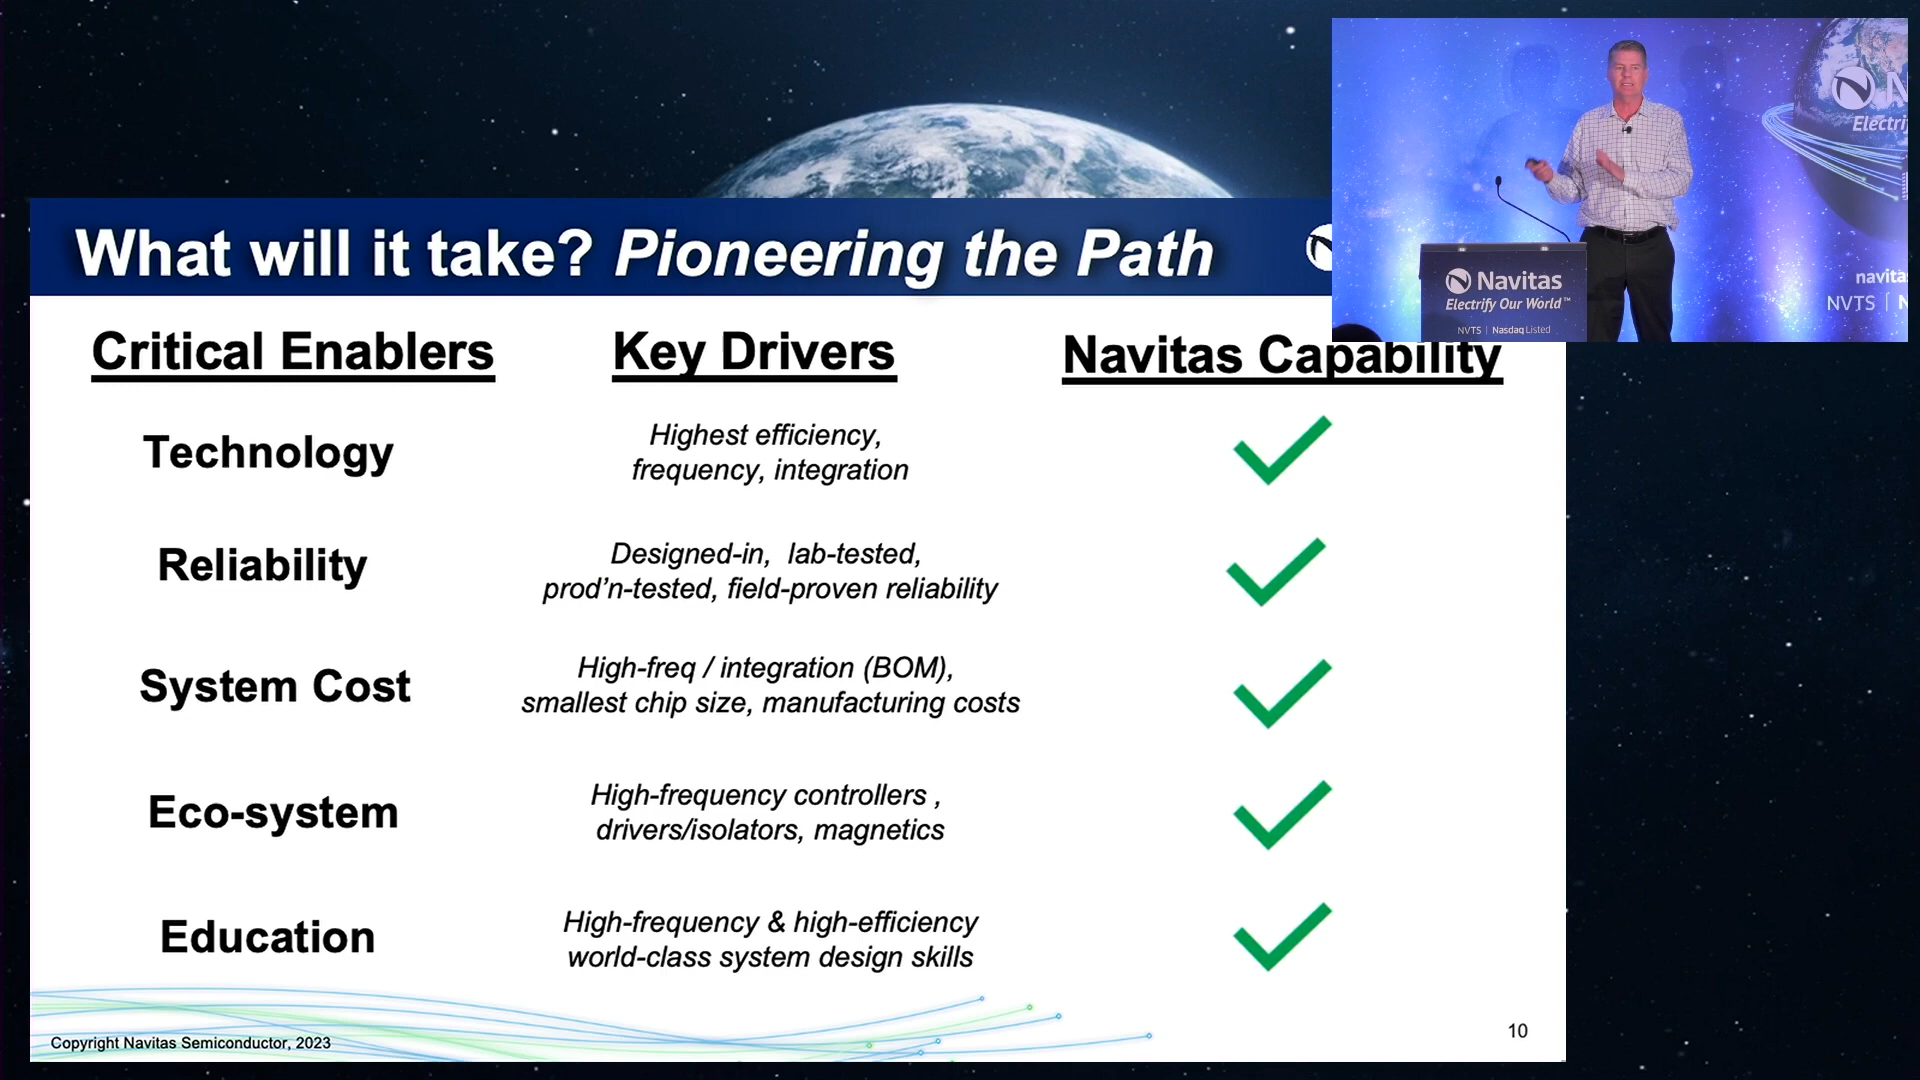 What will it take? Pioneering the Path
Critical Enablers
Key Drivers
Navitas Capability
Technology
Highest efficiency,
frequency, integration
Reliability
Designed-in, lab-tested,
prod’n-tested, field-proven reliability
System Cost
High-freq / integration (BOM),
smallest chip size, manufacturing costs
Eco-system
High-frequency controllers ,
drivers/isolators, magnetics
Education
High-frequency & high-efficiency
world-class system design skills
Copyright Navitas Semiconductor, 2023
10
Navitas
Electrify Our World™
NVTS | Nasdaq Listed
N
Electri
navita
NVTS | N